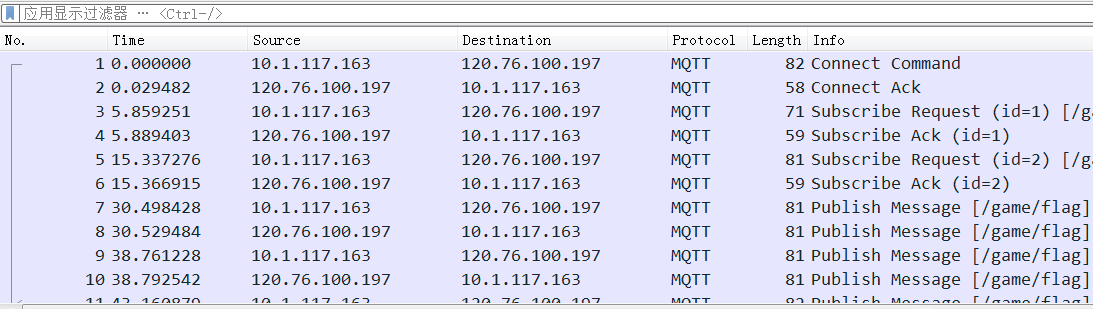 应用显示过滤器 … <Ctrl-/>
No. Time Source Destination Protocol Length Info
1 0.000000 10.1.117.163 120.76.100.197 MQTT 82 Connect Command
2 0.029482 120.76.100.197 10.1.117.163 MQTT 58 Connect Ack
3 5.859251 10.1.117.163 120.76.100.197 MQTT 71 Subscribe Request (id=1) [/ga
4 5.889403 120.76.100.197 10.1.117.163 MQTT 59 Subscribe Ack (id=1)
5 15.337276 10.1.117.163 120.76.100.197 MQTT 81 Subscribe Request (id=2) [/ga
6 15.366915 120.76.100.197 10.1.117.163 MQTT 59 Subscribe Ack (id=2)
7 30.498428 10.1.117.163 120.76.100.197 MQTT 81 Publish Message [/game/flag]
8 30.529484 120.76.100.197 10.1.117.163 MQTT 81 Publish Message [/game/flag]
9 38.761228 10.1.117.163 120.76.100.197 MQTT 81 Publish Message [/game/flag]
10 38.792542 120.76.100.197 10.1.117.163 MQTT 81 Publish Message [/game/flag]
11 43.160879 10.1.117.163 120.76.100.197 MQTT 82 Publish Message [/game/flag]